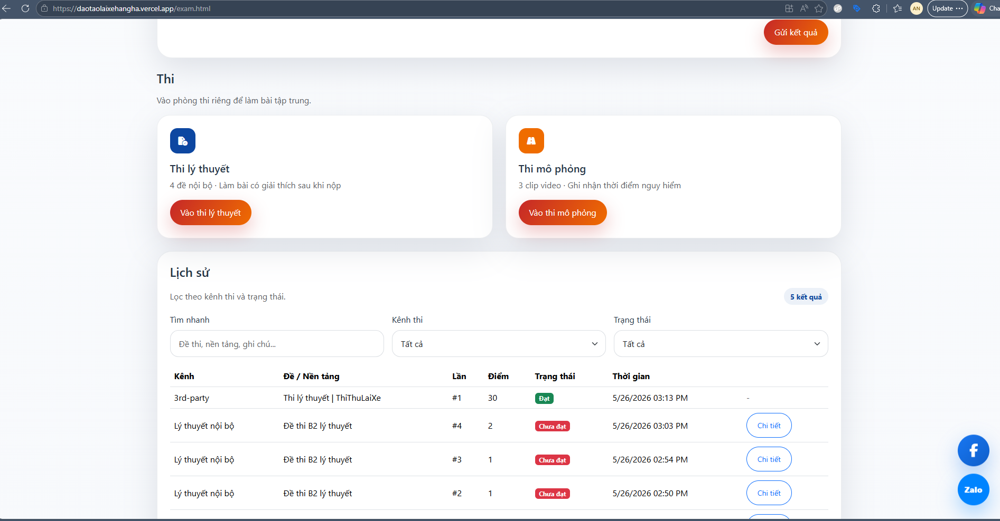 https://daotaolaixehangha.vercel.app/exam.html
AN
Update
Cha
Gửi kết quả
Thi
Vào phòng thi riêng để làm bài tập trung.
Thi lý thuyết
4 đề nội bộ · Làm bài có giải thích sau khi nộp
Vào thi lý thuyết
Thi mô phỏng
3 clip video · Ghi nhận thời điểm nguy hiểm
Vào thi mô phỏng
Lịch sử
Lọc theo kênh thi và trạng thái.
5 kết quả
Tìm nhanh
Kênh thi
Trạng thái
Đề thi, nền tảng, ghi chú...
Tất cả
Tất cả
Kênh Đề / Nền tảng Lần Điểm Trạng thái Thời gian
3rd-party Thi lý thuyết | ThiThuLaiXe #1 30 Đạt 5/26/2026 03:13 PM -
Lý thuyết nội bộ Đề thi B2 lý thuyết #4 2 Chưa đạt 5/26/2026 03:03 PM Chi tiết
Lý thuyết nội bộ Đề thi B2 lý thuyết #3 1 Chưa đạt 5/26/2026 02:54 PM Chi tiết
Lý thuyết nội bộ Đề thi B2 lý thuyết #2 1 Chưa đạt 5/26/2026 02:50 PM Chi tiết
Zalo